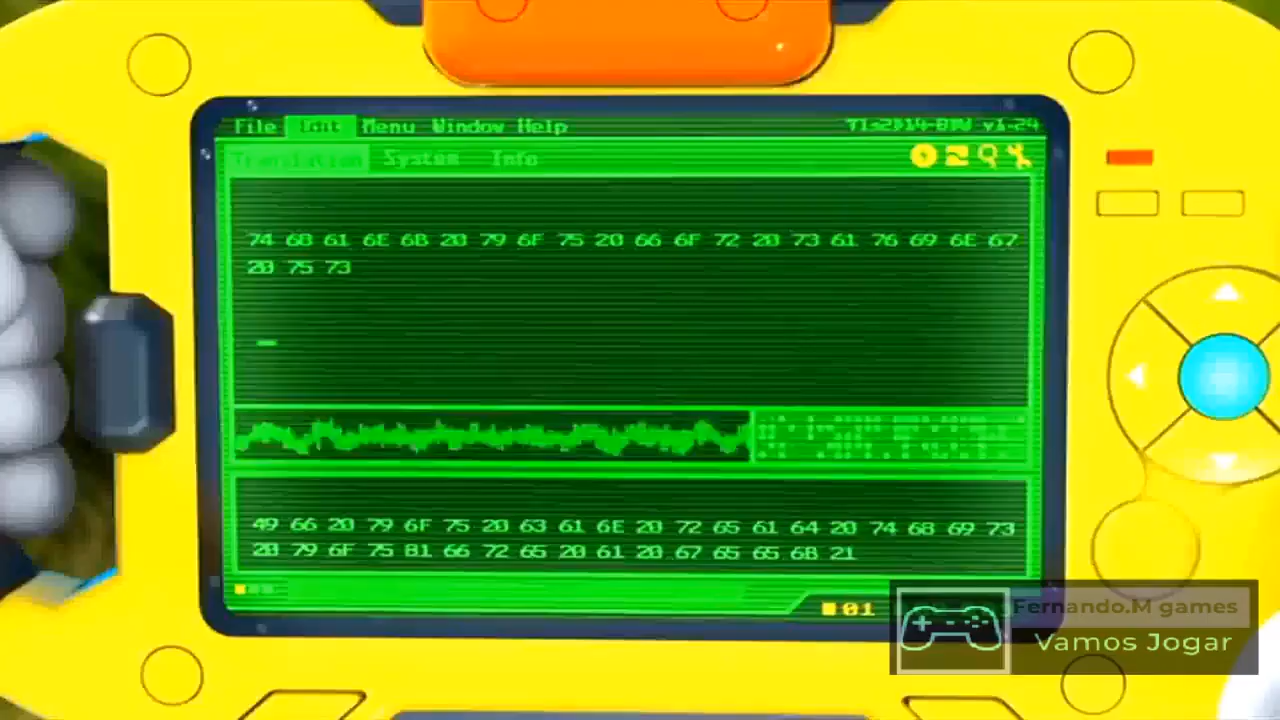 File Edit Menu Window Help
Translation System Info
74 68 61 6E 6B 20 79 6F 75 20 66 6F 72 20 73 61 76 69 6E 67
20 75 73
49 66 20 79 6F 75 20 63 61 6E 20 72 65 61 64 20 74 68 69 73
20 79 6F 75 81 66 72 65 20 61 20 67 65 65 6B 21
01
Fernando.M games
Vamos Jogar